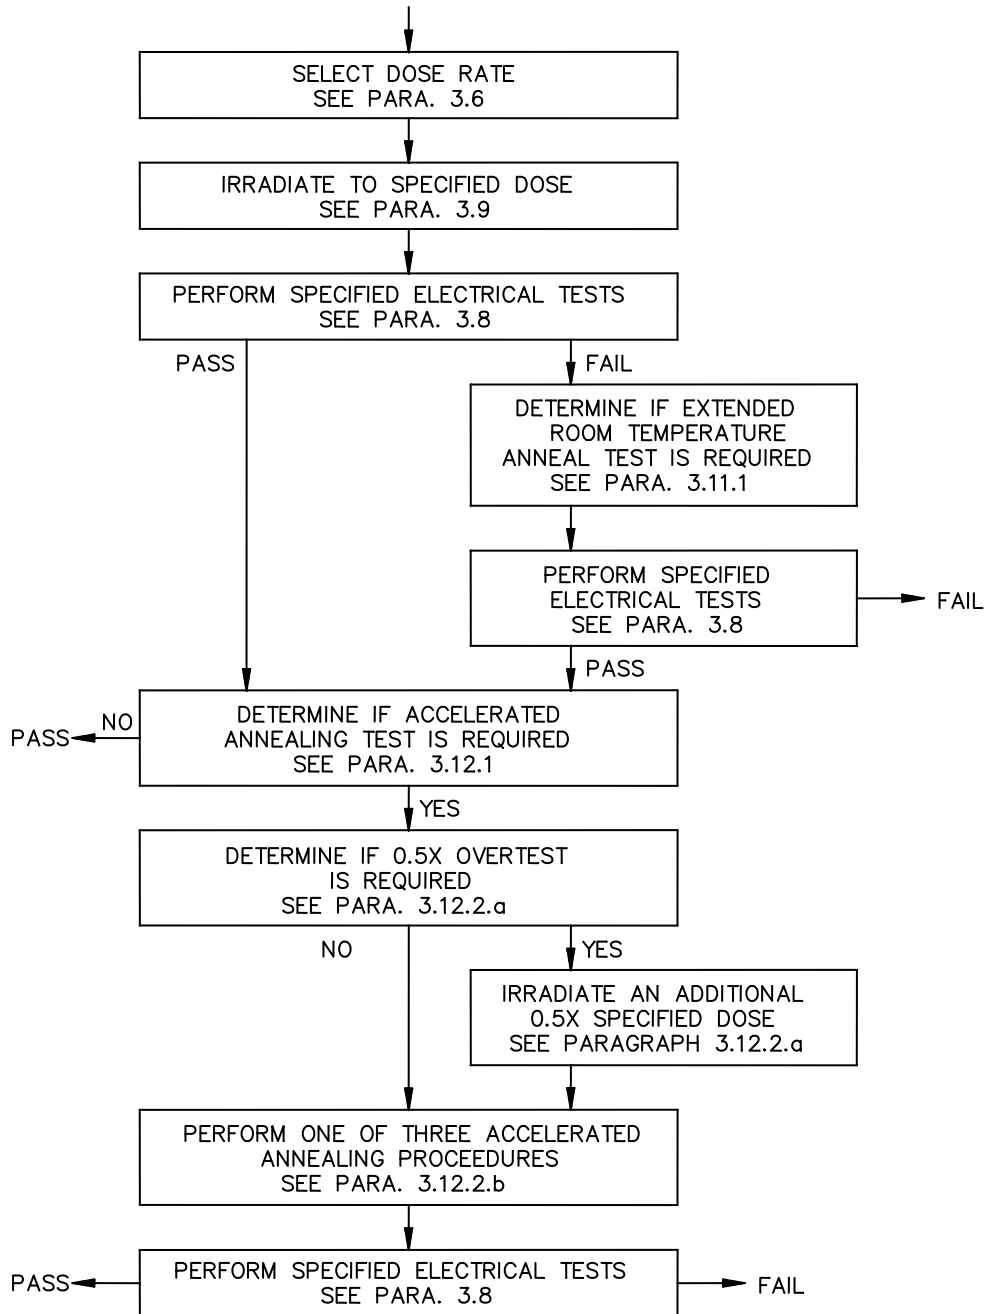 SELECT DOSE RATE
SEE PARA. 3.6
IRRADIATE TO SPECIFIED DOSE
SEE PARA. 3.9
PERFORM SPECIFIED ELECTRICAL TESTS
SEE PARA. 3.8
PASS
FAIL
DETERMINE IF EXTENDED
ROOM TEMPERATURE
ANNEAL TEST IS REQUIRED
SEE PARA. 3.11.1
PERFORM SPECIFIED
ELECTRICAL TESTS
SEE PARA. 3.8
FAIL
PASS
DETERMINE IF ACCELERATED
ANNEALING TEST IS REQUIRED
SEE PARA. 3.12.1
NO
PASS
YES
DETERMINE IF 0.5X OVERTEST
IS REQUIRED
SEE PARA. 3.12.2.a
NO
YES
IRRADIATE AN ADDITIONAL
0.5X SPECIFIED DOSE
SEE PARAGRAPH 3.12.2.a
PERFORM ONE OF THREE ACCELERATED
ANNEALING PROCEEDURES
SEE PARA. 3.12.2.b
PERFORM SPECIFIED ELECTRICAL TESTS
SEE PARA. 3.8
PASS
FAIL